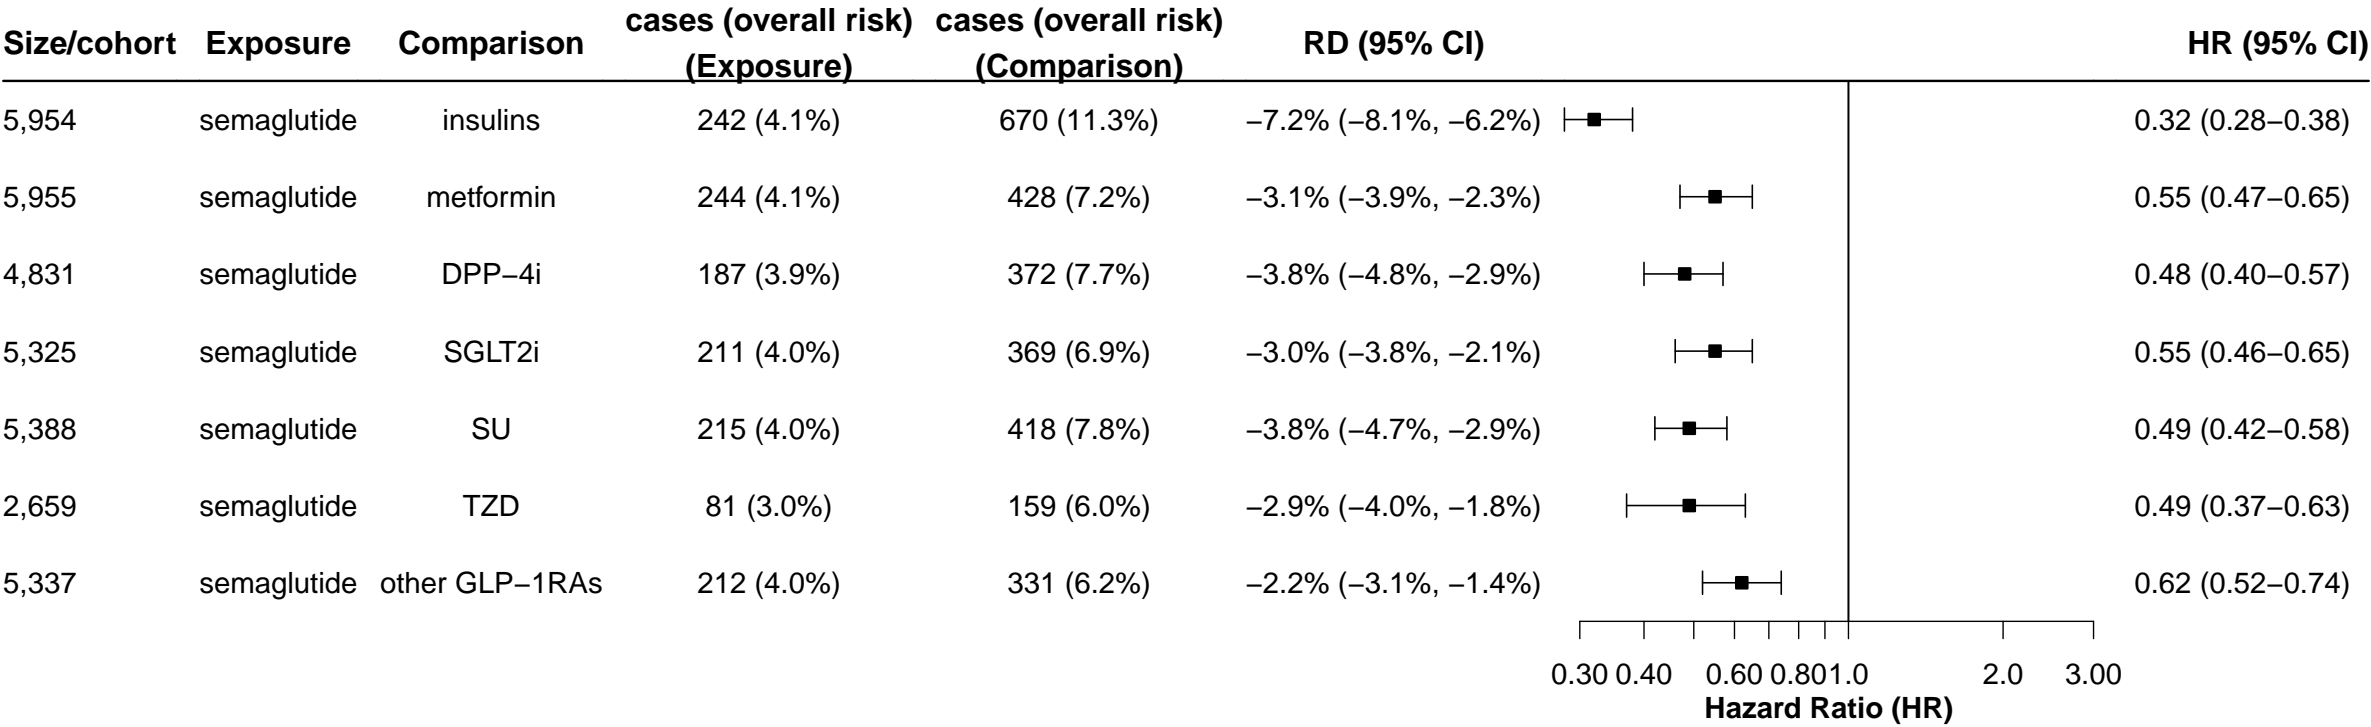 Size/cohort Exposure Comparison cases (overall risk) (Exposure) cases (overall risk) (Comparison) RD (95% CI) HR (95% CI)
5,954 semaglutide insulins 242 (4.1%) 670 (11.3%) −7.2% (−8.1%, −6.2%) 0.32 (0.28−0.38)
5,955 semaglutide metformin 244 (4.1%) 428 (7.2%) −3.1% (−3.9%, −2.3%) 0.55 (0.47−0.65)
4,831 semaglutide DPP−4i 187 (3.9%) 372 (7.7%) −3.8% (−4.8%, −2.9%) 0.48 (0.40−0.57)
5,325 semaglutide SGLT2i 211 (4.0%) 369 (6.9%) −3.0% (−3.8%, −2.1%) 0.55 (0.46−0.65)
5,388 semaglutide SU 215 (4.0%) 418 (7.8%) −3.8% (−4.7%, −2.9%) 0.49 (0.42−0.58)
2,659 semaglutide TZD 81 (3.0%) 159 (6.0%) −2.9% (−4.0%, −1.8%) 0.49 (0.37−0.63)
5,337 semaglutide other GLP−1RAs 212 (4.0%) 331 (6.2%) −2.2% (−3.1%, −1.4%) 0.62 (0.52−0.74)
0.30 0.40 0.60 0.80 1.0 2.0 3.00
Hazard Ratio (HR)